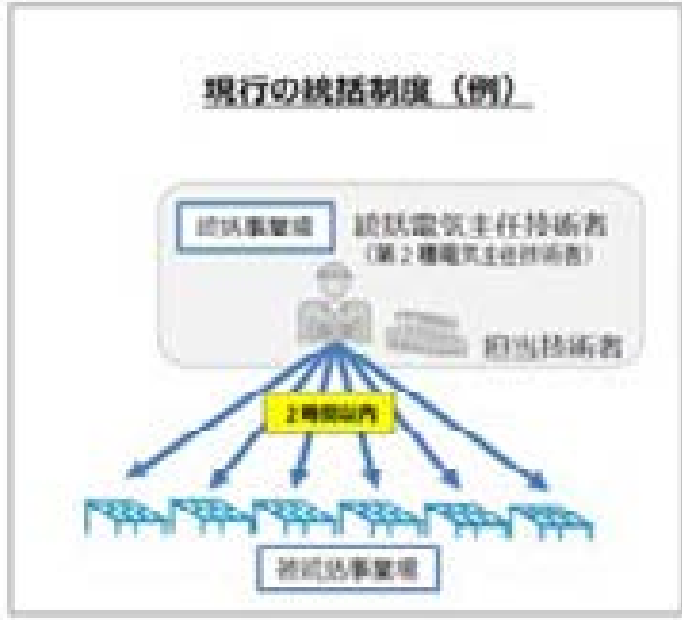 現行の統括制度（例）
統括事業場
統括電気主任技術者
（第２種電気主任技術者）
担当技術者
２時間以内
被統括事業場